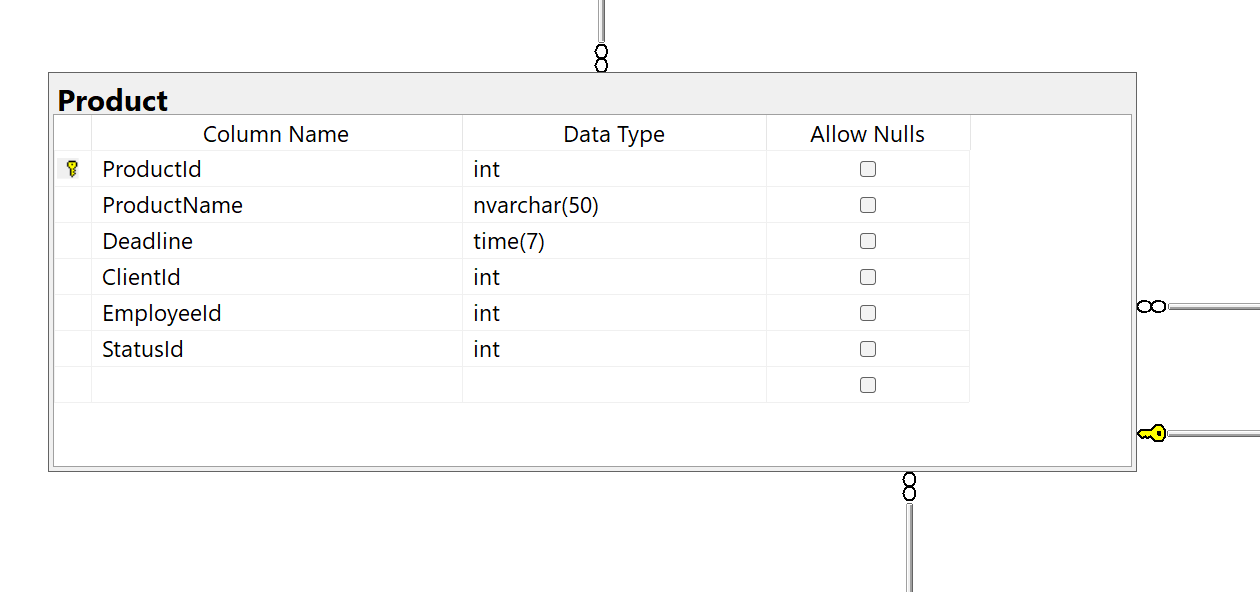 Product
Column Name Data Type Allow Nulls
ProductId int
ProductName nvarchar(50)
Deadline time(7)
ClientId int
EmployeeId int
StatusId int